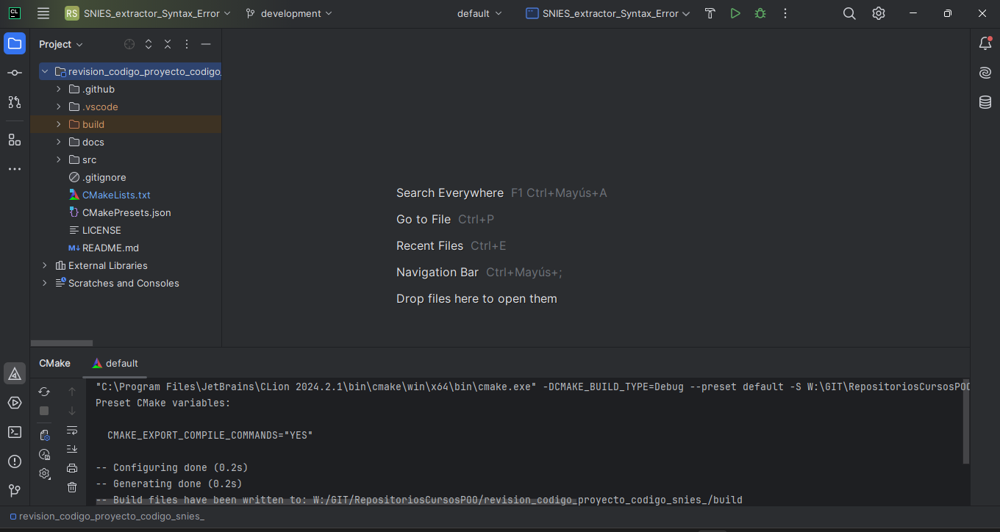 CL
RS SNIES_extractor_Syntax_Error development default SNIES_extractor_Syntax_Error
Project
revision_codigo_proyecto_codigo_
.github
.vscode
build
docs
src
.gitignore
CMakeLists.txt
CMakePresets.json
LICENSE
M↓ README.md
External Libraries
Scratches and Consoles
Search Everywhere F1 Ctrl+Mayús+A
Go to File Ctrl+P
Recent Files Ctrl+E
Navigation Bar Ctrl+Mayús+;
Drop files here to open them
CMake default
"C:\Program Files\JetBrains\CLion 2024.2.1\bin\cmake\win\x64\bin\cmake.exe" -DCMAKE_BUILD_TYPE=Debug --preset default -S W:\GIT\RepositoriosCursosPOO
Preset CMake variables:
CMAKE_EXPORT_COMPILE_COMMANDS="YES"
-- Configuring done (0.2s)
-- Generating done (0.2s)
-- Build files have been written to: W:/GIT/RepositoriosCursosPOO/revision_codigo_proyecto_codigo_snies_/build
revision_codigo_proyecto_codigo_snies_